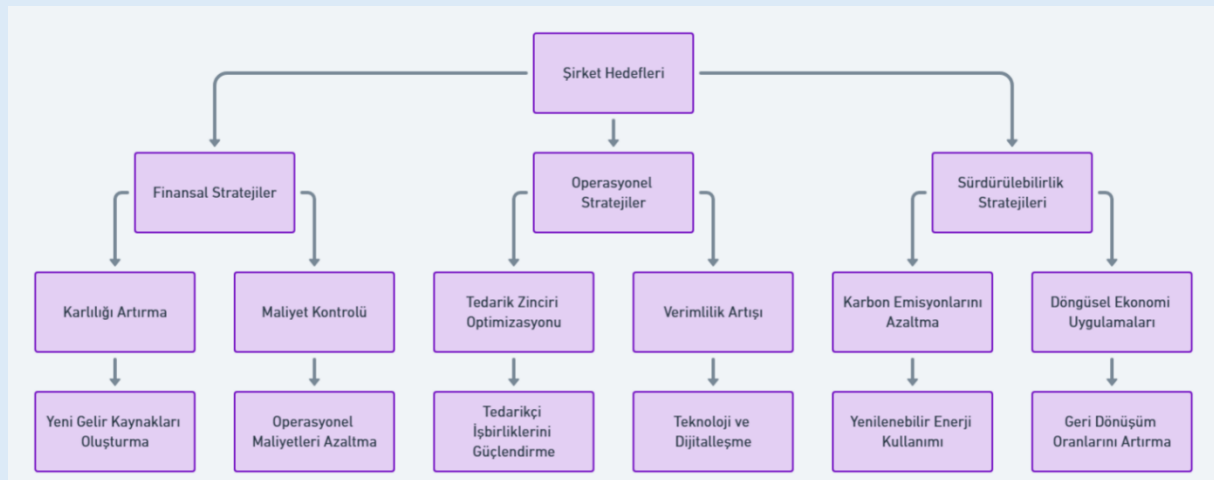 Şirket Hedefleri
Finansal Stratejiler
Operasyonel
Stratejiler
Sürdürülebilirlik
Stratejileri
Karlılığı Artırma
Maliyet Kontrolü
Tedarik Zinciri
Optimizasyonu
Verimlilik Artışı
Karbon Emisyonlarını
Azaltma
Döngüsel Ekonomi
Uygulamaları
Yeni Gelir Kaynakları
Oluşturma
Operasyonel
Maliyetleri Azaltma
Tedarikçi
İşbirliklerini
Güçlendirme
Teknoloji ve
Dijitalleşme
Yenilenebilir Enerji
Kullanımı
Geri Dönüşüm
Oranlarını Artırma